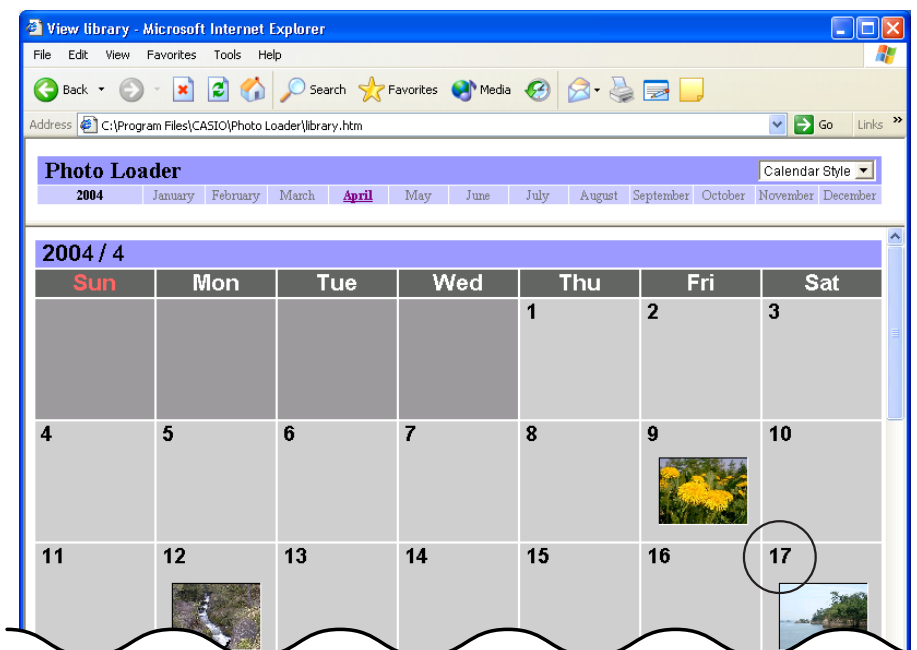 View library - Microsoft Internet Explorer
File Edit View Favorites Tools Help
Back Search Favorites Media
Address C:\Program Files\CASIO\Photo Loader\library.htm Go Links »
Photo Loader Calendar Style
2004 January February March April May June July August September October November December
2004 / 4
Sun Mon Tue Wed Thu Fri Sat
1 2 3
4 5 6 7 8 9 10
11 12 13 14 15 16 17